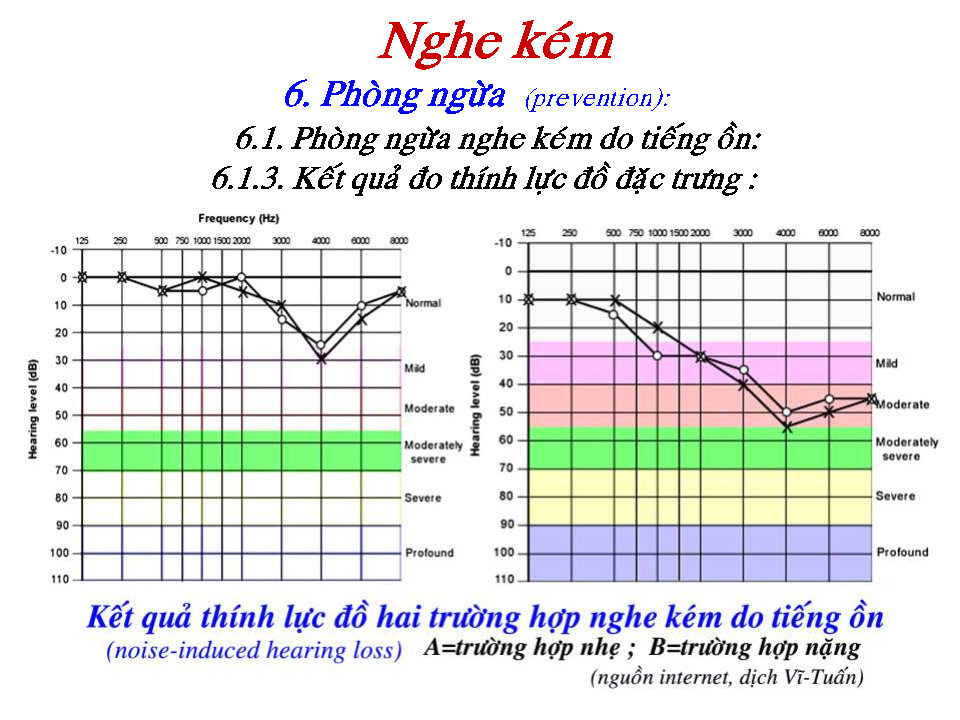 Nghe kém
6. Phòng ngừa (prevention):
6.1. Phòng ngừa nghe kém do tiếng ồn:
6.1.3. Kết quả đo thính lực đồ đặc trưng :
Frequency (Hz)
125 250 500 750 1000 1500 2000 3000 4000 6000 8000
-10
0
10
20
30
40
50
60
70
80
90
100
110
Hearing level (dB)
Normal
Mild
Moderate
Moderately
severe
Severe
Profound
125 250 500 750 1000 1500 2000 3000 4000 6000 8000
-10
0
10
20
30
40
50
60
70
80
90
100
110
Hearing level (dB)
Normal
Mild
Moderate
Moderately
severe
Severe
Profound
Kết quả thính lực đồ hai trường hợp nghe kém do tiếng ồn
(noise-induced hearing loss) A=trường hợp nhẹ ; B=trường hợp nặng
(nguồn internet, dịch Vĩ-Tuấn)